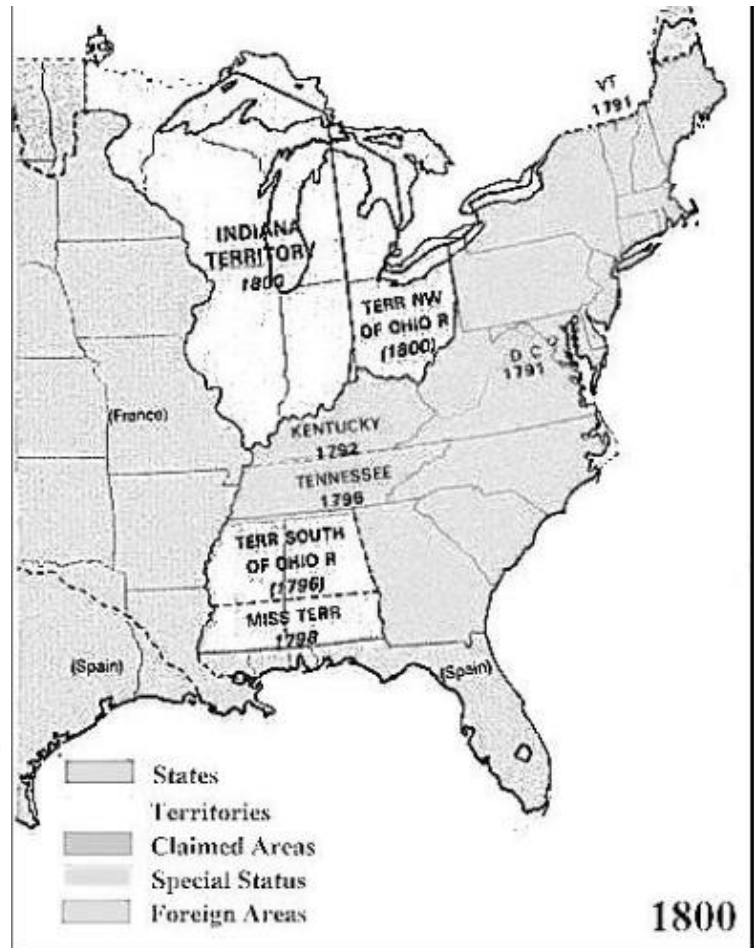 VT
1791
INDIANA
TERRITORY
1800
TERR NW
OF OHIO R
(1800)
D C
1791
(France)
KENTUCKY
1792
TENNESSEE
1796
TERR SOUTH
OF OHIO R
(1796)
MISS TERR
1798
(Spain)
(Spain)
States
Territories
Claimed Areas
Special Status
Foreign Areas
1800